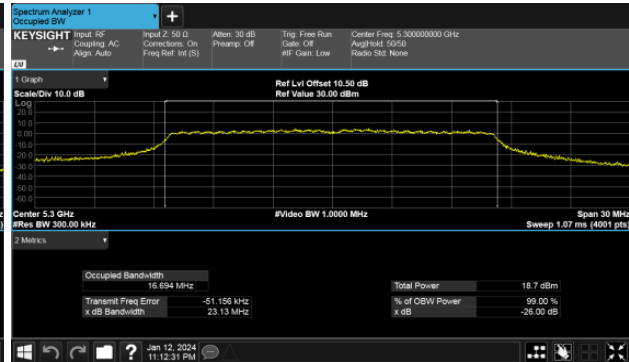 Spectrum Analyzer 1
Occupied BW
+
KEYSIGHT Input: RF
Coupling: AC
Align: Auto
Input Z: 50 Ω
Corrections: On
Freq Ref: Int (S)
Atten: 30 dB
Preamp: Off
Trig: Free Run
Gate: Off
#IF Gain: Low
Center Freq: 5.300000000 GHz
Avg|Hold: 50/50
Radio Std: None
LXI
1 Graph
Scale/Div 10.0 dB
Ref Lvl Offset 10.50 dB
Ref Value 30.00 dBm
Log
20.0
10.0
0.00
-10.0
-20.0
-30.0
-40.0
-50.0
-60.0
Center 5.3 GHz
#Res BW 300.00 kHz
#Video BW 1.0000 MHz
Span 30 MHz
Sweep 1.07 ms (4001 pts)
2 Metrics
Occupied Bandwidth
16.694 MHz
Transmit Freq Error -51.156 kHz
x dB Bandwidth 23.13 MHz
Total Power 18.7 dBm
% of OBW Power 99.00 %
x dB -26.00 dB
?
Jan 12, 2024
11:12:31 PM